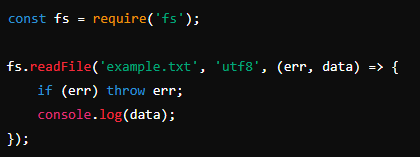 const fs = require('fs');

fs.readFile('example.txt', 'utf8', (err, data) => {
    if (err) throw err;
    console.log(data);
});